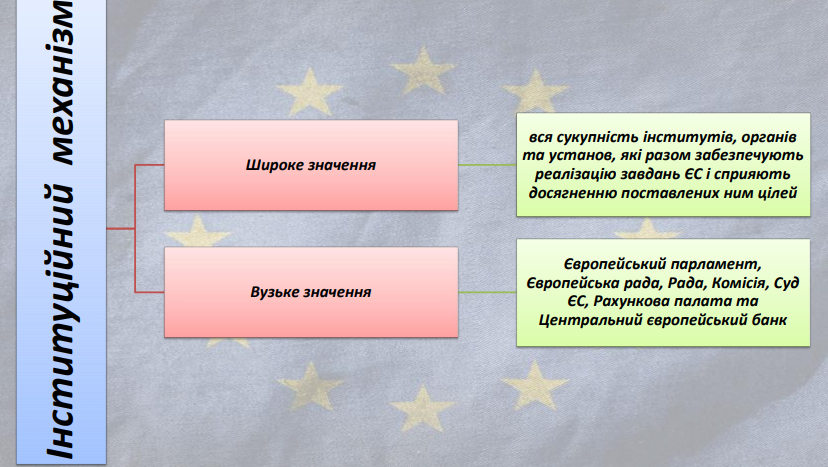 Інституційний механізм
Широке значення
вся сукупність інститутів, органів
та установ, які разом забезпечують
реалізацію завдань ЄС і сприяють
досягненню поставлених ним цілей
Вузьке значення
Європейський парламент,
Європейська рада, Рада, Комісія, Суд
ЄС, Рахункова палата та
Центральний європейський банк